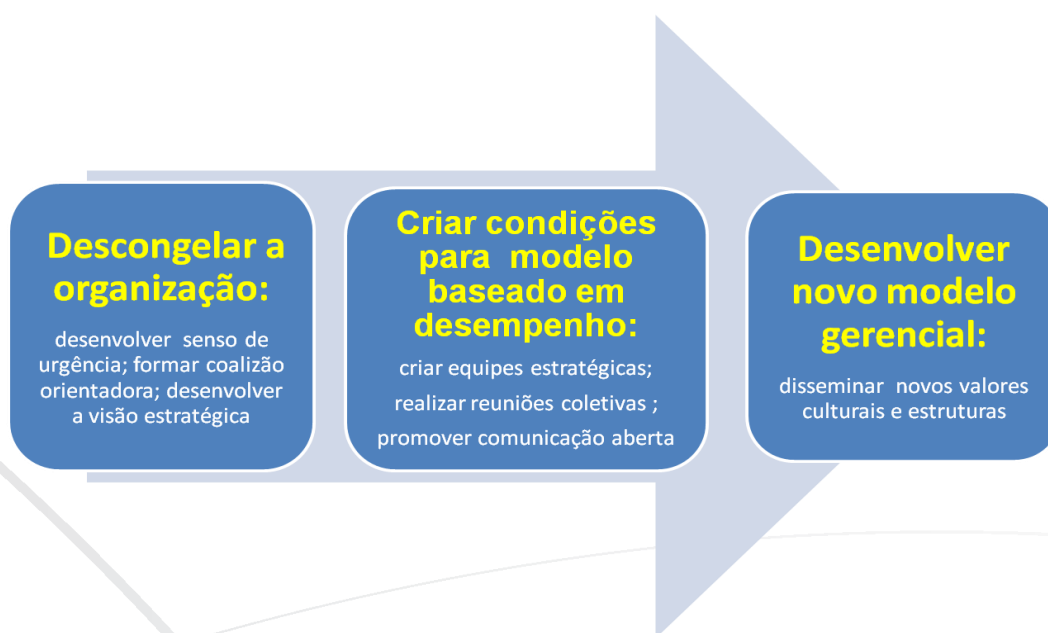 Descongelar a
organização:
desenvolver senso de
urgência; formar coalizão
orientadora; desenvolver
a visão estratégica
Criar condições
para modelo
baseado em
desempenho:
criar equipes estratégicas;
realizar reuniões coletivas ;
promover comunicação aberta
Desenvolver
novo modelo
gerencial:
disseminar novos valores
culturais e estruturas